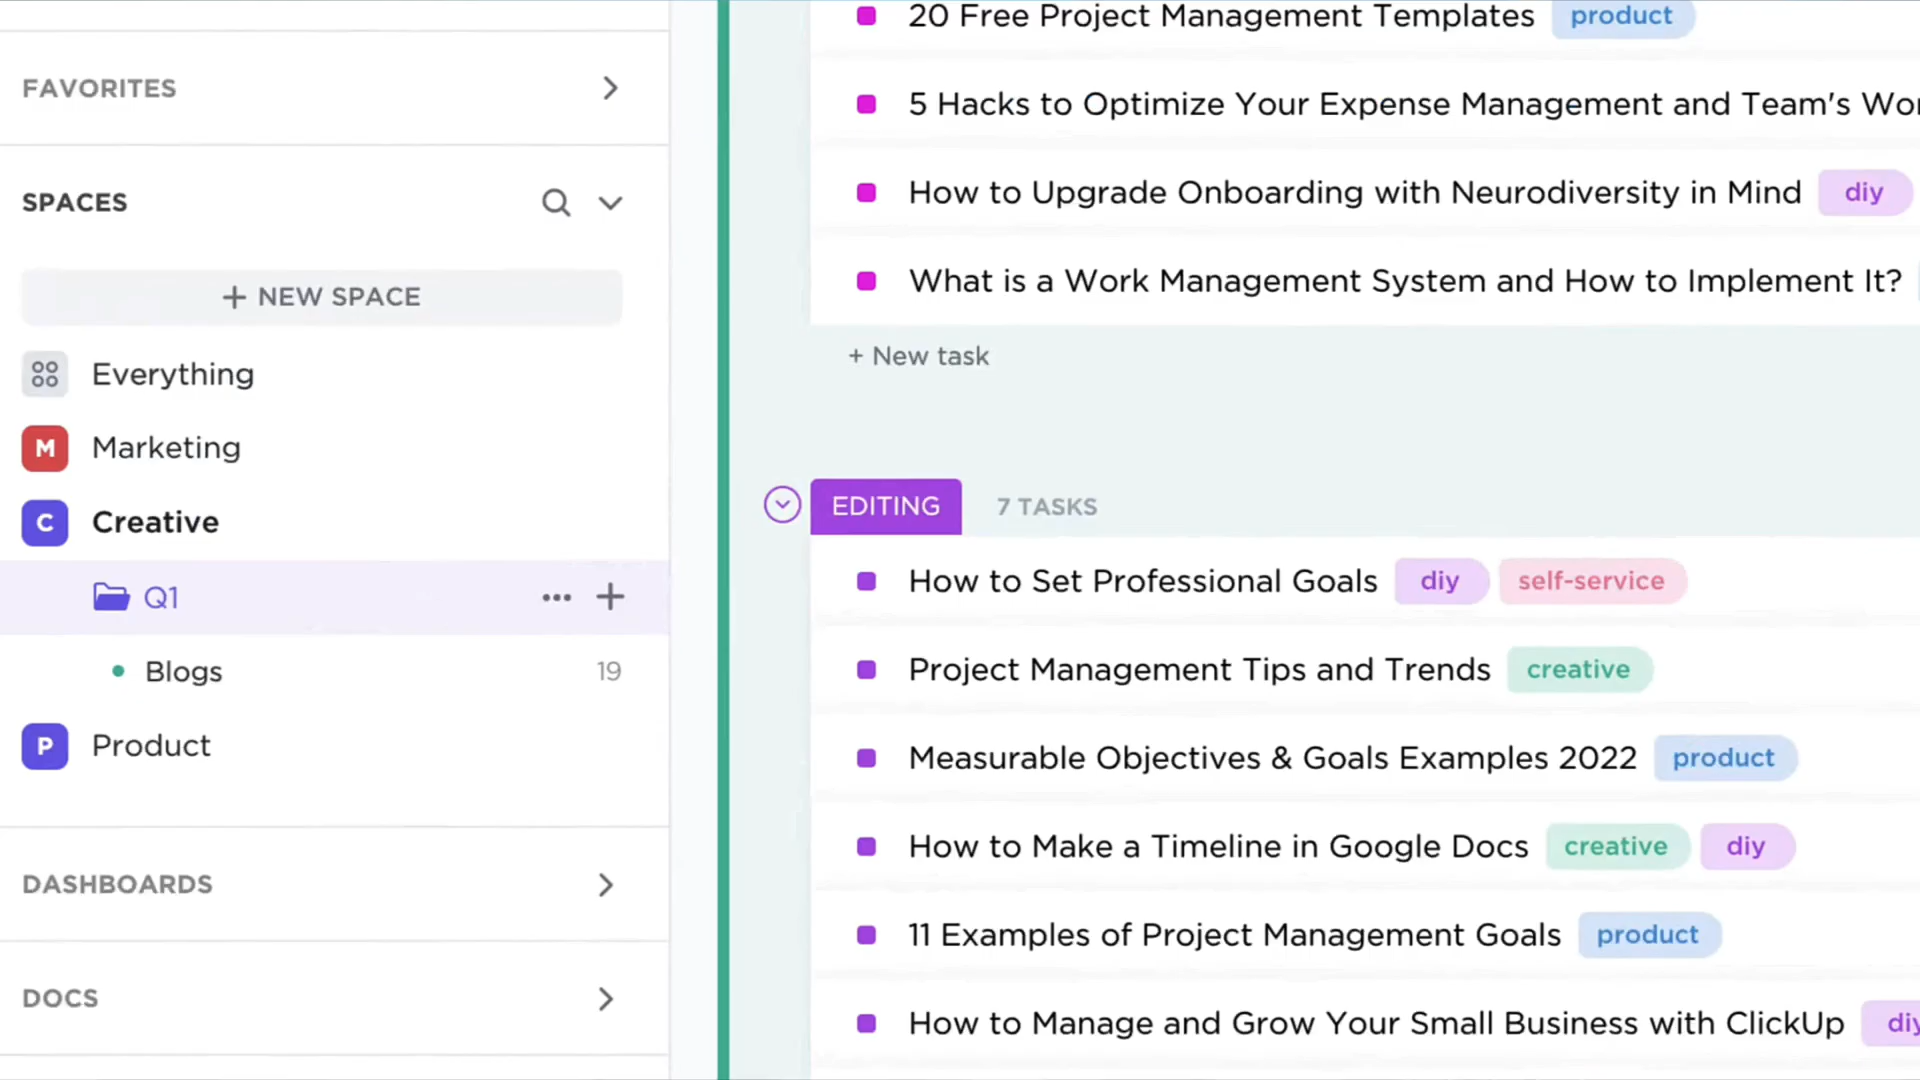 FAVORITES
SPACES
+ NEW SPACE
Everything
M Marketing
C Creative
Q1
Blogs 19
P Product
DASHBOARDS
DOCS
20 Free Project Management Templates product
5 Hacks to Optimize Your Expense Management and Team's
How to Upgrade Onboarding with Neurodiversity in Mind diy
What is a Work Management System and How to Implement It?
+ New task
EDITING 7 TASKS
How to Set Professional Goals diy self-service
Project Management Tips and Trends creative
Measurable Objectives & Goals Examples 2022 product
How to Make a Timeline in Google Docs creative diy
11 Examples of Project Management Goals product
How to Manage and Grow Your Small Business with ClickUp